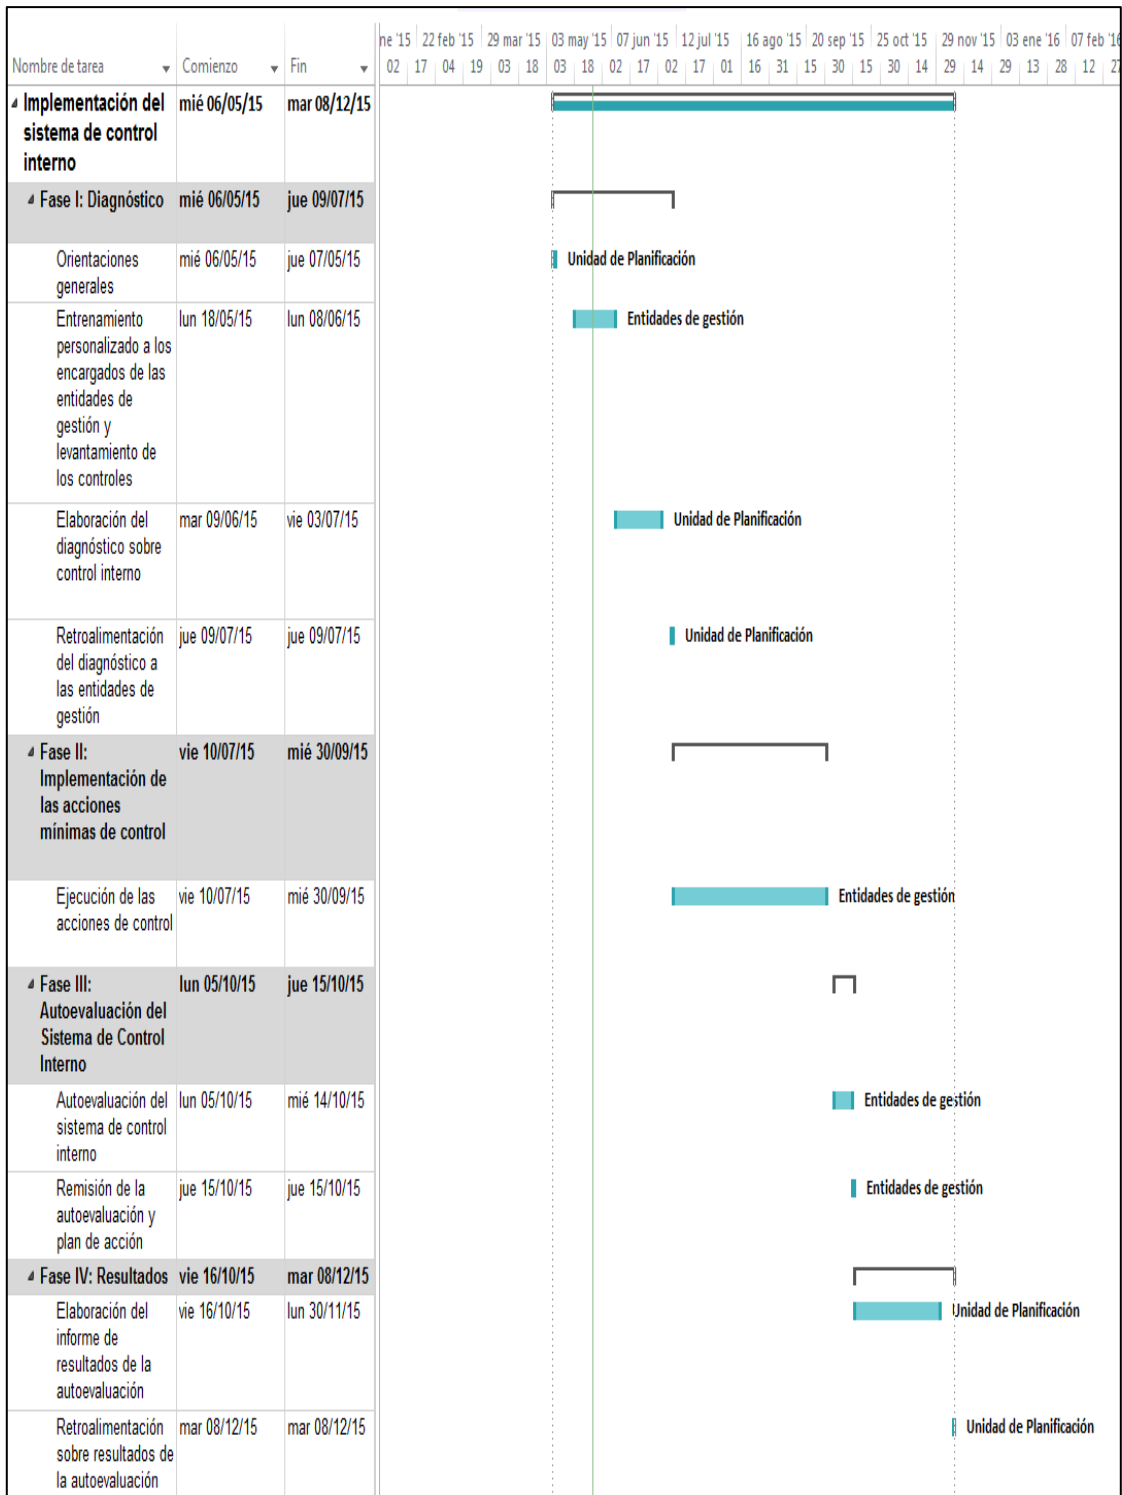 ne '15 22 feb '15 29 mar '15 03 may '15 07 jun '15 12 jul '15 16 ago '15 20 sep '15 25 oct '15 29 nov '15 03 ene '16 07 feb '16
Nombre de tarea Comienzo Fin 02 17 04 19 03 18 03 18 02 17 02 17 01 16 31 15 30 15 30 14 29 14 29 13 28 12 27
Implementación del mié 06/05/15 mar 08/12/15
sistema de control
interno
Fase I: Diagnóstico mié 06/05/15 jue 09/07/15
Orientaciones mié 06/05/15 jue 07/05/15 Unidad de Planificación
generales
Entrenamiento lun 18/05/15 lun 08/06/15 Entidades de gestión
personalizado a los
encargados de las
entidades de
gestión y
levantamiento de
los controles
Elaboración del mar 09/06/15 vie 03/07/15 Unidad de Planificación
diagnóstico sobre
control interno
Retroalimentación jue 09/07/15 jue 09/07/15 Unidad de Planificación
del diagnóstico a
las entidades de
gestión
Fase II: vie 10/07/15 mié 30/09/15
Implementación de
las acciones
mínimas de control
Ejecución de las vie 10/07/15 mié 30/09/15 Entidades de gestión
acciones de control
Fase III: lun 05/10/15 jue 15/10/15
Autoevaluación del
Sistema de Control
Interno
Autoevaluación del lun 05/10/15 mié 14/10/15 Entidades de gestión
sistema de control
interno
Remisión de la jue 15/10/15 jue 15/10/15 Entidades de gestión
autoevaluación y
plan de acción
Fase IV: Resultados vie 16/10/15 mar 08/12/15
Elaboración del vie 16/10/15 lun 30/11/15 Unidad de Planificación
informe de
resultados de la
autoevaluación
Retroalimentación mar 08/12/15 mar 08/12/15 Unidad de Planificación
sobre resultados de
la autoevaluación